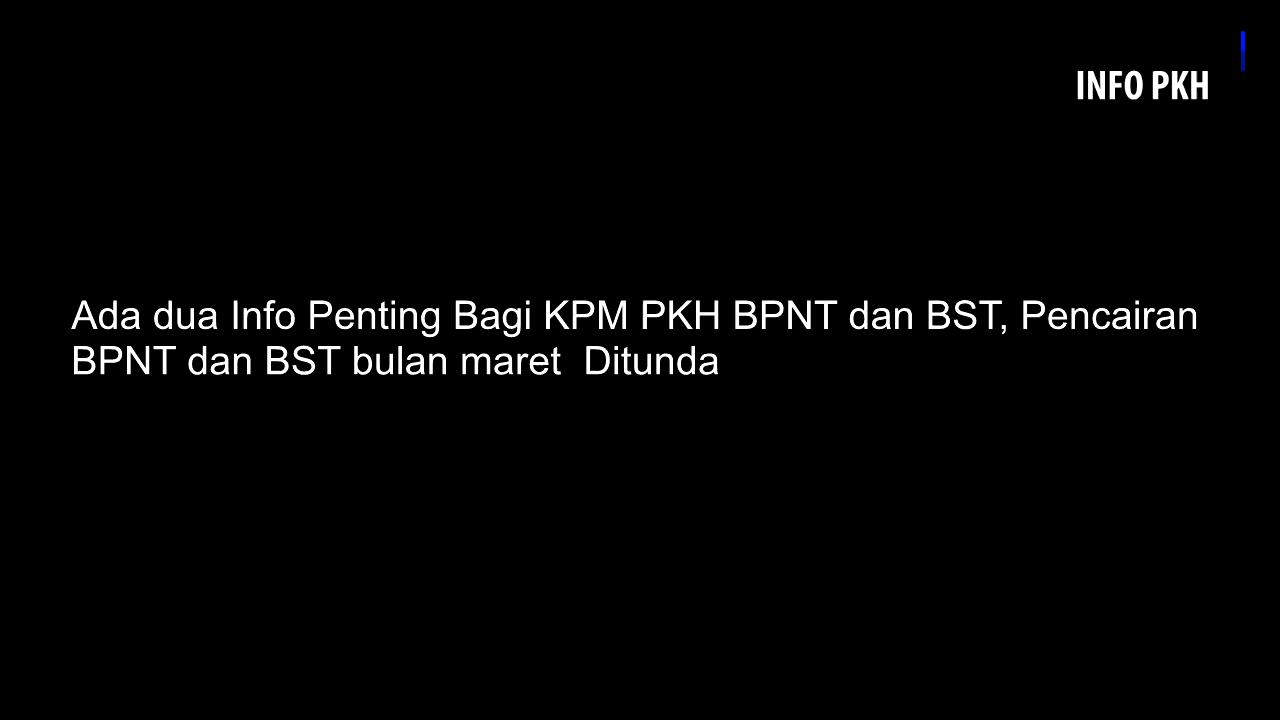 INFO PKH
Ada dua Info Penting Bagi KPM PKH BPNT dan BST, Pencairan
BPNT dan BST bulan maret  Ditunda